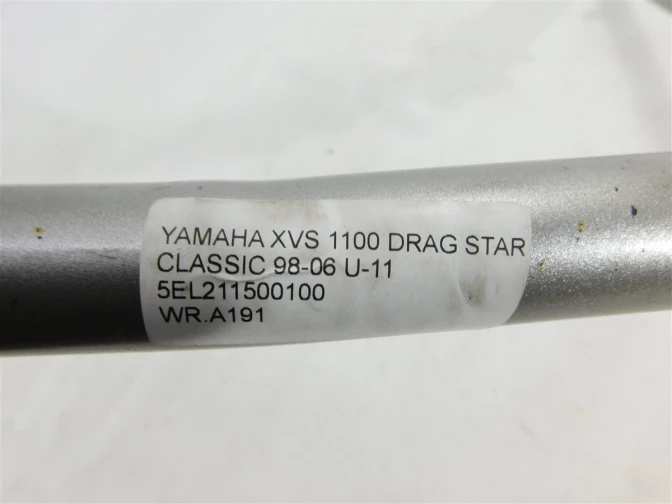 YAMAHA XVS 1100 DRAG STAR
CLASSIC 98-06 U-11
5EL211500100
WR.A191